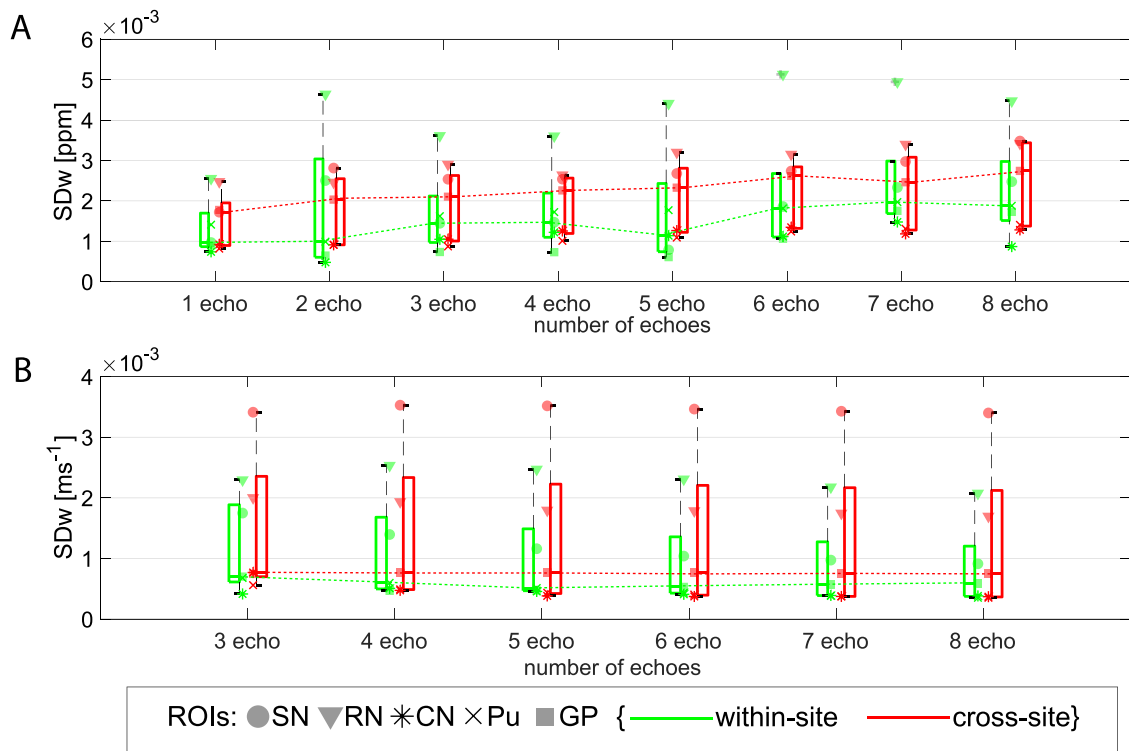 A
×10⁻³
6
5
4
3
2
1
0
SDw [ppm]
1 echo 2 echo 3 echo 4 echo 5 echo 6 echo 7 echo 8 echo
number of echoes
B
×10⁻³
4
3
2
1
0
SDw [ms⁻¹]
3 echo 4 echo 5 echo 6 echo 7 echo 8 echo
number of echoes
ROIs: SN RN CN Pu GP { within-site cross-site}